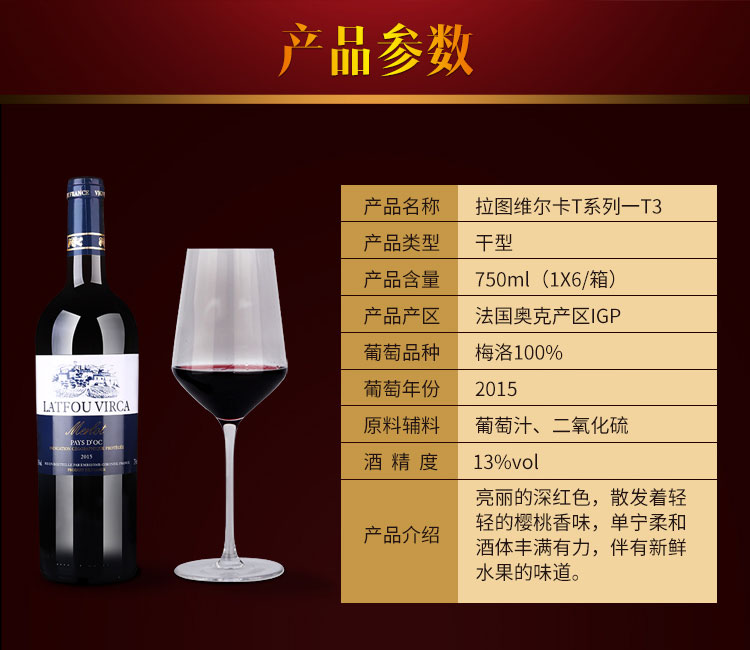 产品参数
产品名称 拉图维尔卡T系列一T3
产品类型 干型
产品含量 750ml（1X6/箱）
产品产区 法国奥克产区IGP
葡萄品种 梅洛100%
葡萄年份 2015
原料辅料 葡萄汁、二氧化硫
酒精度 13%vol
产品介绍 亮丽的深红色，散发着轻
轻的樱桃香味，单宁柔和
酒体丰满有力，伴有新鲜
水果的味道。
FRANCE
LATFOU VIRCA
Merlot
PAYS D'OC
2015